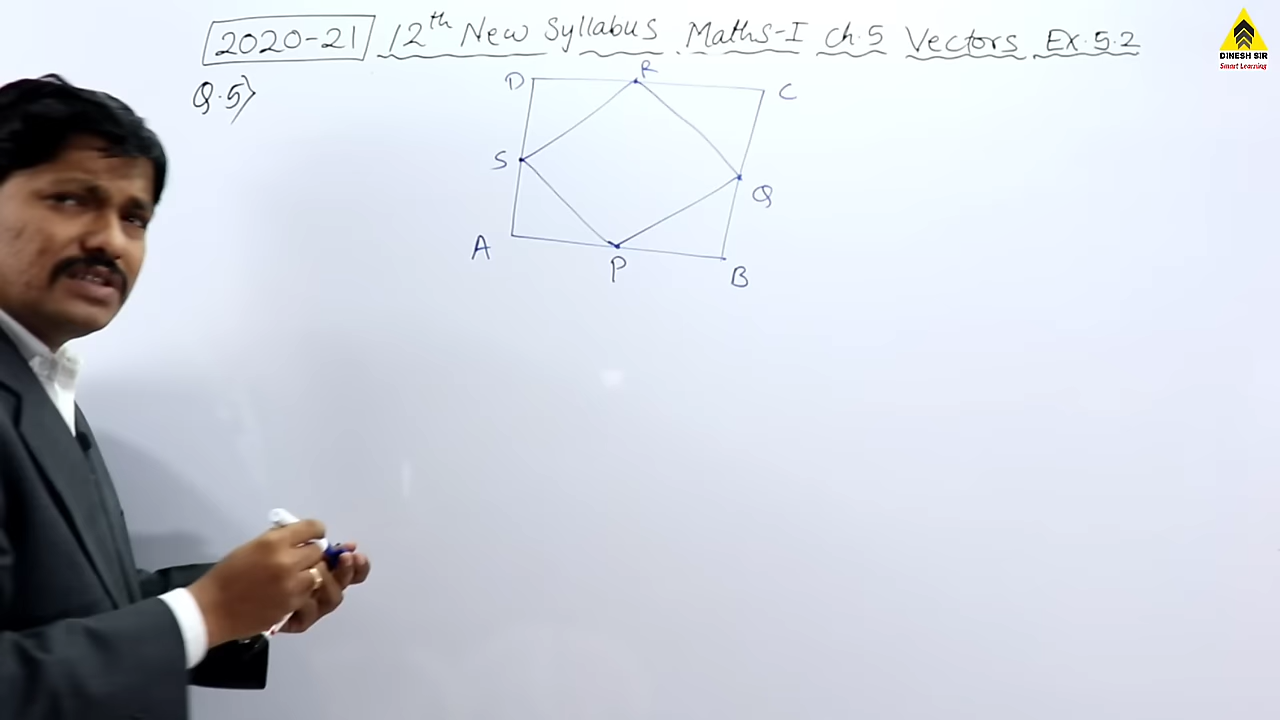 2020-21 12th New Syllabus Maths-I Ch.5 Vectors Ex.5.2
DINESH SIR
Smart Learning
Q.5)
D R C
S Q
A P B